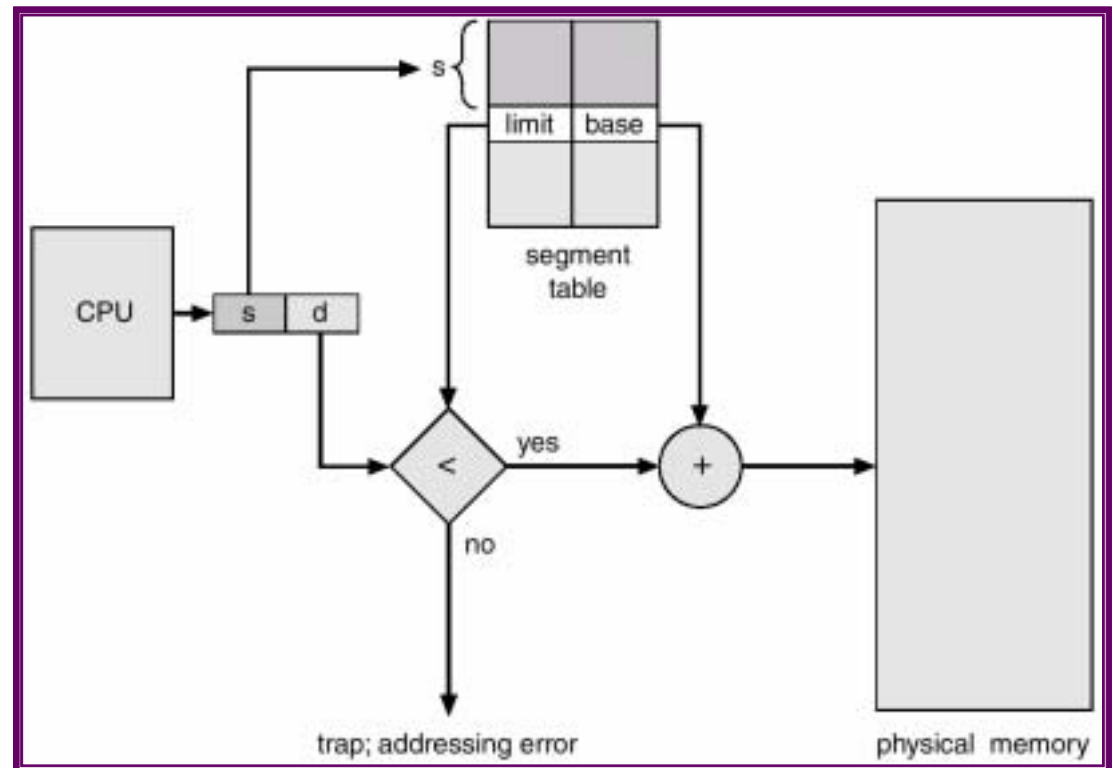 s
limit base
segment
table
CPU
s d
<
yes
+
no
trap; addressing error
physical memory